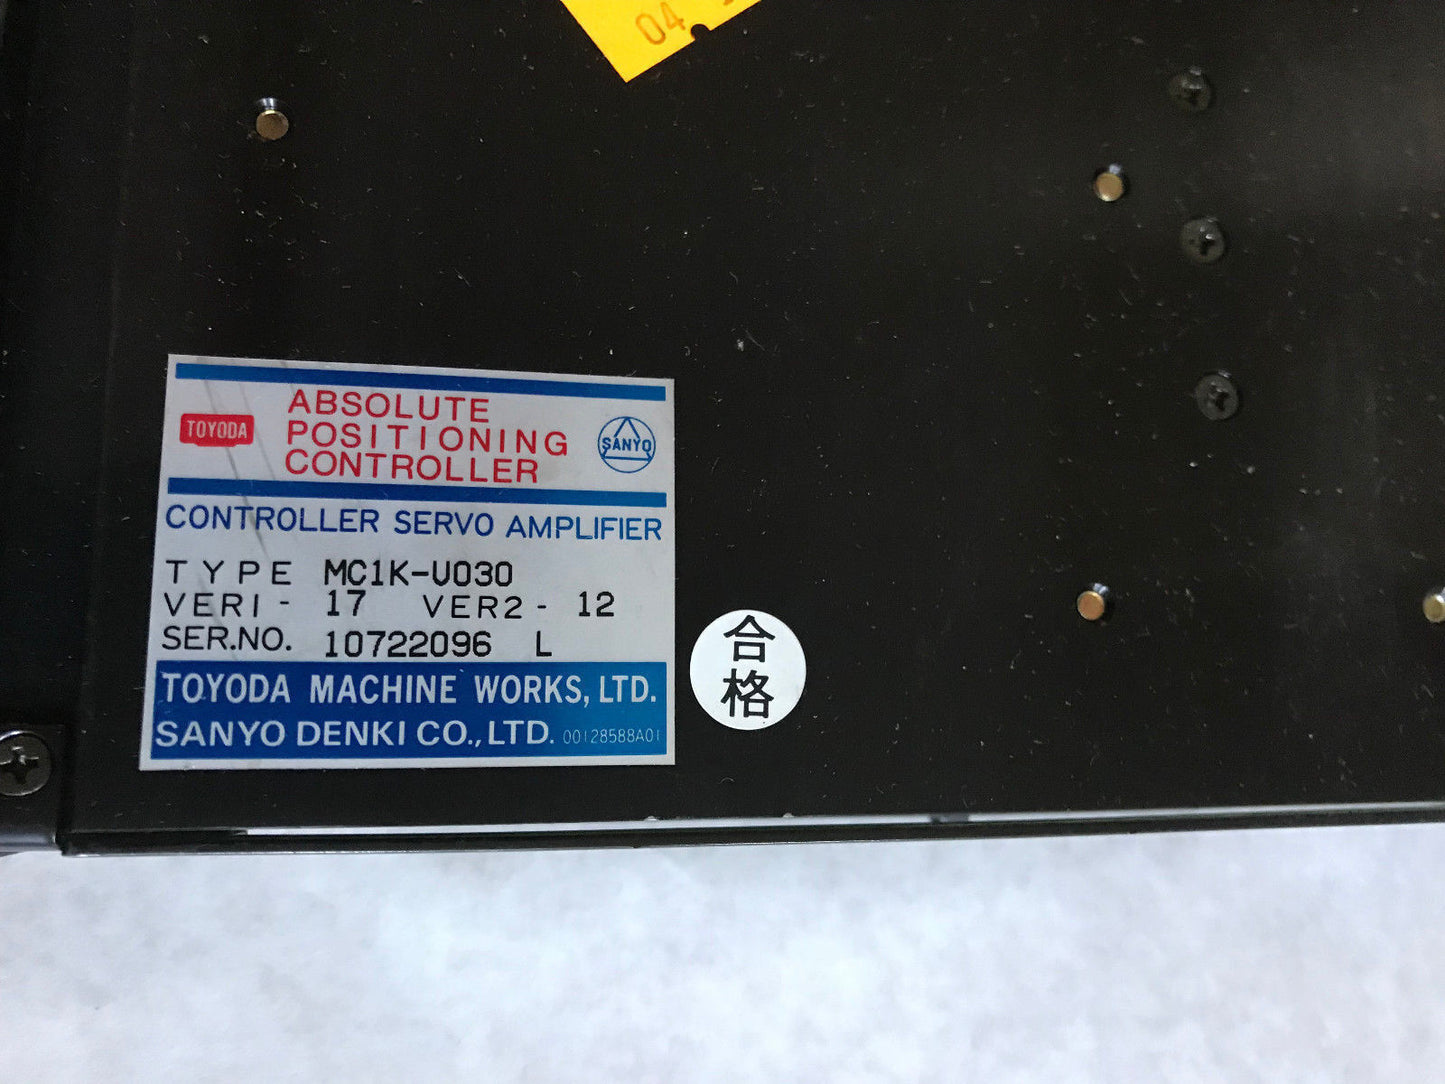 04
TOYODA
ABSOLUTE
POSITIONING
CONTROLLER
SANYO
CONTROLLER SERVO AMPLIFIER
TYPE MC1K-U030
VER1- 17 VER2- 12
SER.NO. 10722096 L
TOYODA MACHINE WORKS, LTD.
SANYO DENKI CO., LTD. 00128588A01
合
格